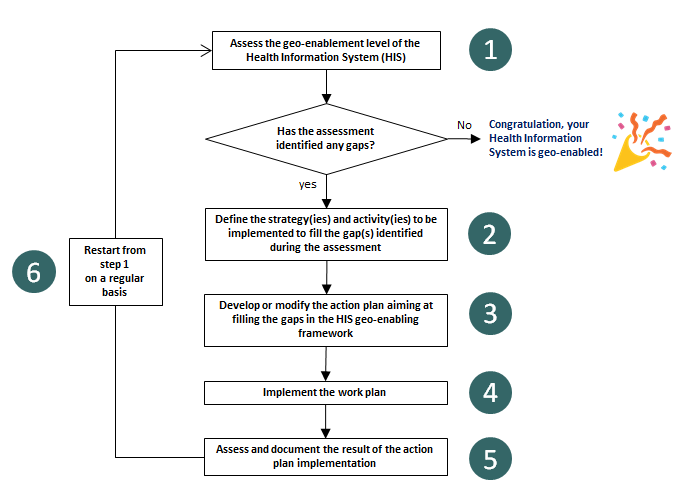 Assess the geo-enablement level of the
Health Information System (HIS)
1
Has the assessment
identified any gaps?
No
Congratulation, your
Health Information
System is geo-enabled!
yes
Define the strategy(ies) and activity(ies) to be
implemented to fill the gap(s) identified
during the assessment
2
6
Restart from
step 1
on a regular
basis
Develop or modify the action plan aiming at
filling the gaps in the HIS geo-enabling
framework
3
Implement the work plan
4
Assess and document the result of the action
plan implementation
5